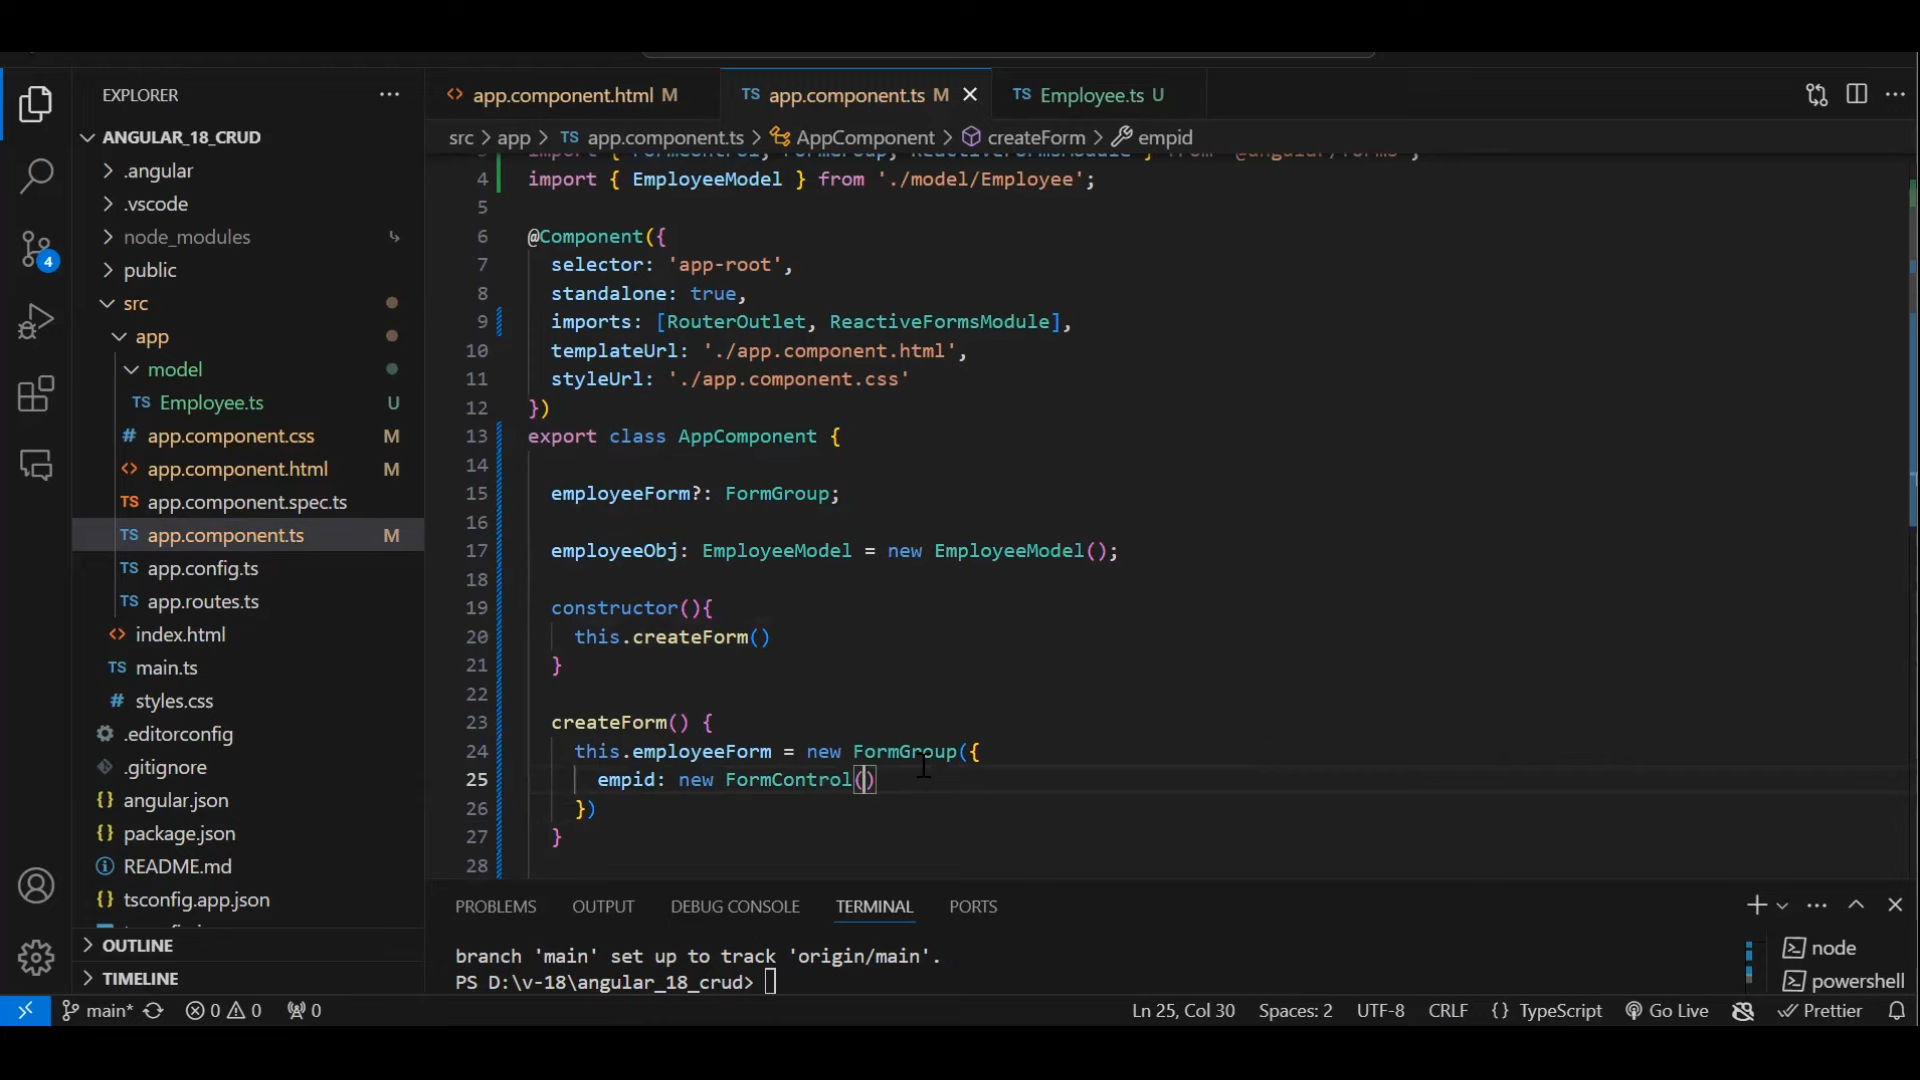 EXPLORER
ANGULAR_18_CRUD
.angular
.vscode
node_modules
public
src
app
model
TS Employee.ts U
# app.component.css M
<> app.component.html M
TS app.component.spec.ts
TS app.component.ts M
TS app.config.ts
TS app.routes.ts
<> index.html
TS main.ts
# styles.css
.editorconfig
.gitignore
{} angular.json
{} package.json
README.md
{} tsconfig.app.json
OUTLINE
TIMELINE
4
<> app.component.html M
TS app.component.ts M
TS Employee.ts U
src > app > TS app.component.ts > AppComponent > createForm > empid
import { FormControl, FormGroup, ReactiveFormsModule } from '@angular/forms';
4 import { EmployeeModel } from './model/Employee';
5
6 @Component({
7 selector: 'app-root',
8 standalone: true,
9 imports: [RouterOutlet, ReactiveFormsModule],
10 templateUrl: './app.component.html',
11 styleUrl: './app.component.css'
12 })
13 export class AppComponent {
14
15 employeeForm?: FormGroup;
16
17 employeeObj: EmployeeModel = new EmployeeModel();
18
19 constructor(){
20 this.createForm()
21 }
22
23 createForm() {
24 this.employeeForm = new FormGroup({
25 empid: new FormControl()
26 })
27 }
28
PROBLEMS OUTPUT DEBUG CONSOLE TERMINAL PORTS
branch 'main' set up to track 'origin/main'.
PS D:\v-18\angular_18_crud>
node
powershell
main* 0 0 0 Ln 25, Col 30 Spaces: 2 UTF-8 CRLF {} TypeScript Go Live Prettier